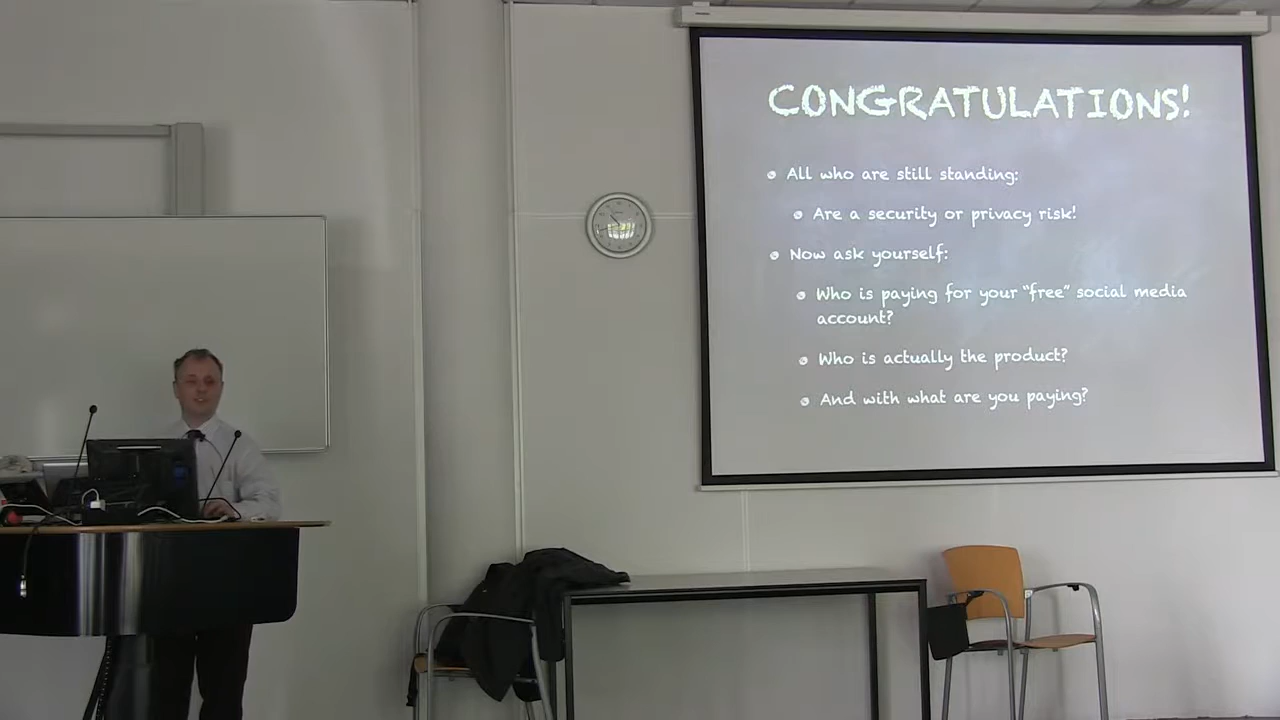 CONGRATULATIONS!
All who are still standing:
Are a security or privacy risk!
Now ask yourself:
Who is paying for your “free” social media
account?
Who is actually the product?
And with what are you paying?